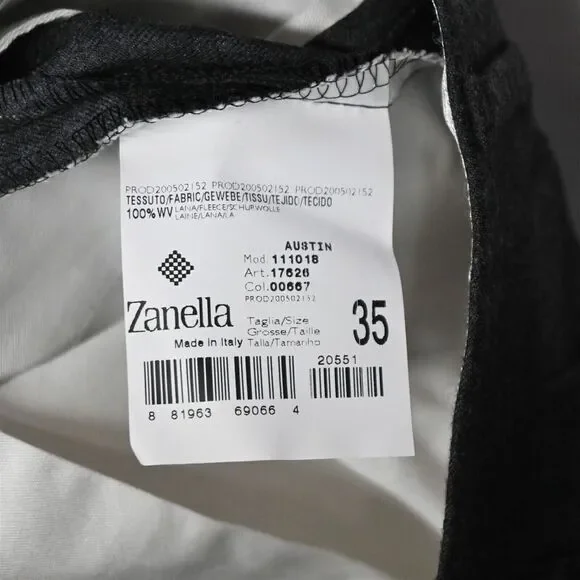 PROD200502152 PROD200502152 PROD200502152
TESSUTO/FABRIC/GEWEBE/TISSU/TEJIDO/TECIDO
100%WV LANA/FLEECE/SCHURWOLLE
LAINE/LANA/LA
AUSTIN
Mod. 111018
Art. 17626
Col. 00667
PROD200502152
Zanella
Made in Italy
Taglia/Size
Grosse/Taille
Talla/Tamanho
35
20551
8 81963 69066 4